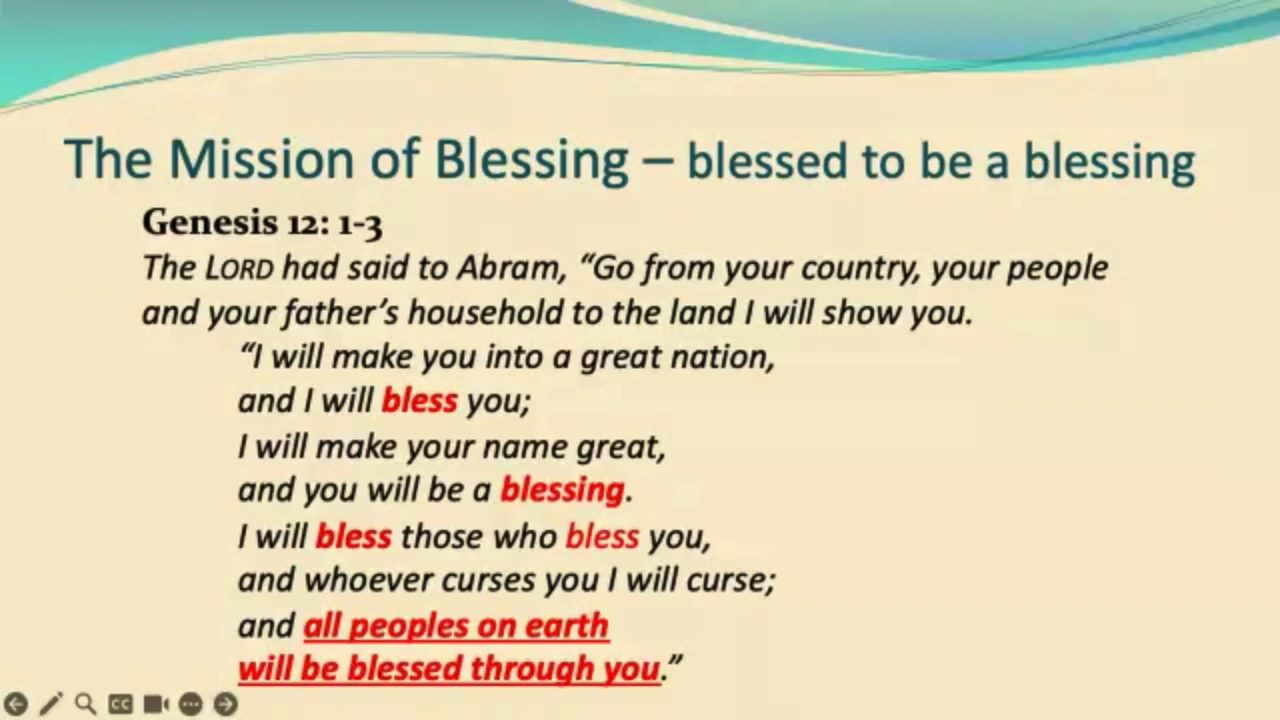 The Mission of Blessing – blessed to be a blessing
Genesis 12: 1-3
The LORD had said to Abram, “Go from your country, your people
and your father’s household to the land I will show you.
“I will make you into a great nation,
and I will bless you;
I will make your name great,
and you will be a blessing.
I will bless those who bless you,
and whoever curses you I will curse;
and all peoples on earth
will be blessed through you.”
CC